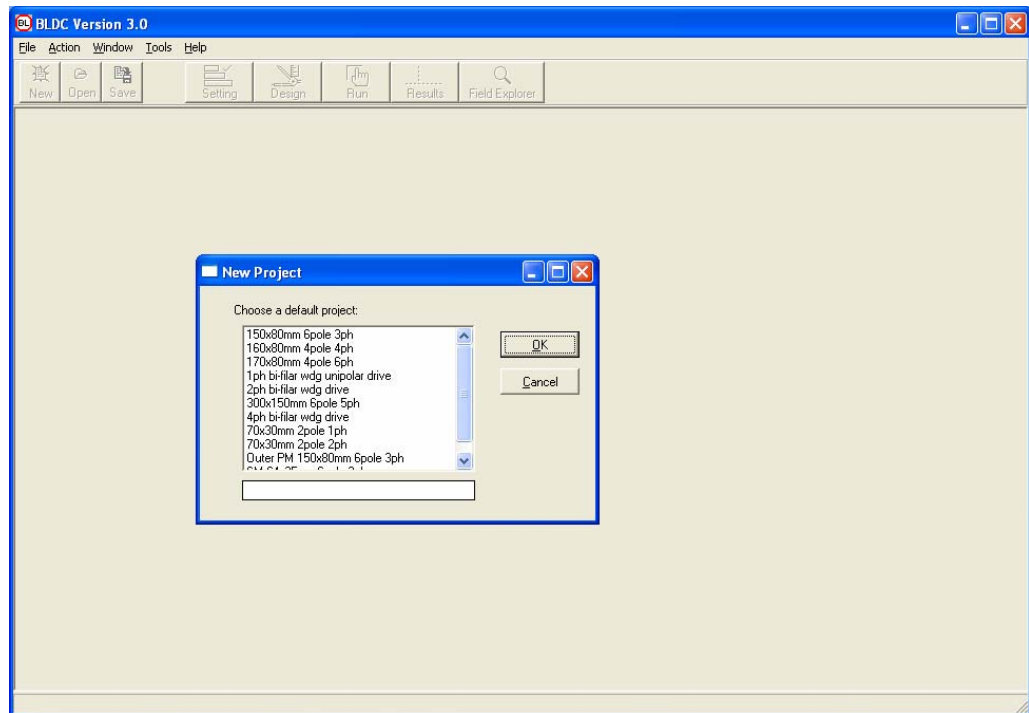 BL BLDC Version 3.0
File Action Window Tools Help
New Open Save Setting Design Run Results Field Explorer
New Project
Choose a default project:
150x80mm 6pole 3ph
160x80mm 4pole 4ph
170x80mm 4pole 6ph
1ph bi-filar wdg unipolar drive
2ph bi-filar wdg drive
300x150mm 6pole 5ph
4ph bi-filar wdg drive
70x30mm 2pole 1ph
70x30mm 2pole 2ph
Outer PM 150x80mm 6pole 3ph
OK
Cancel